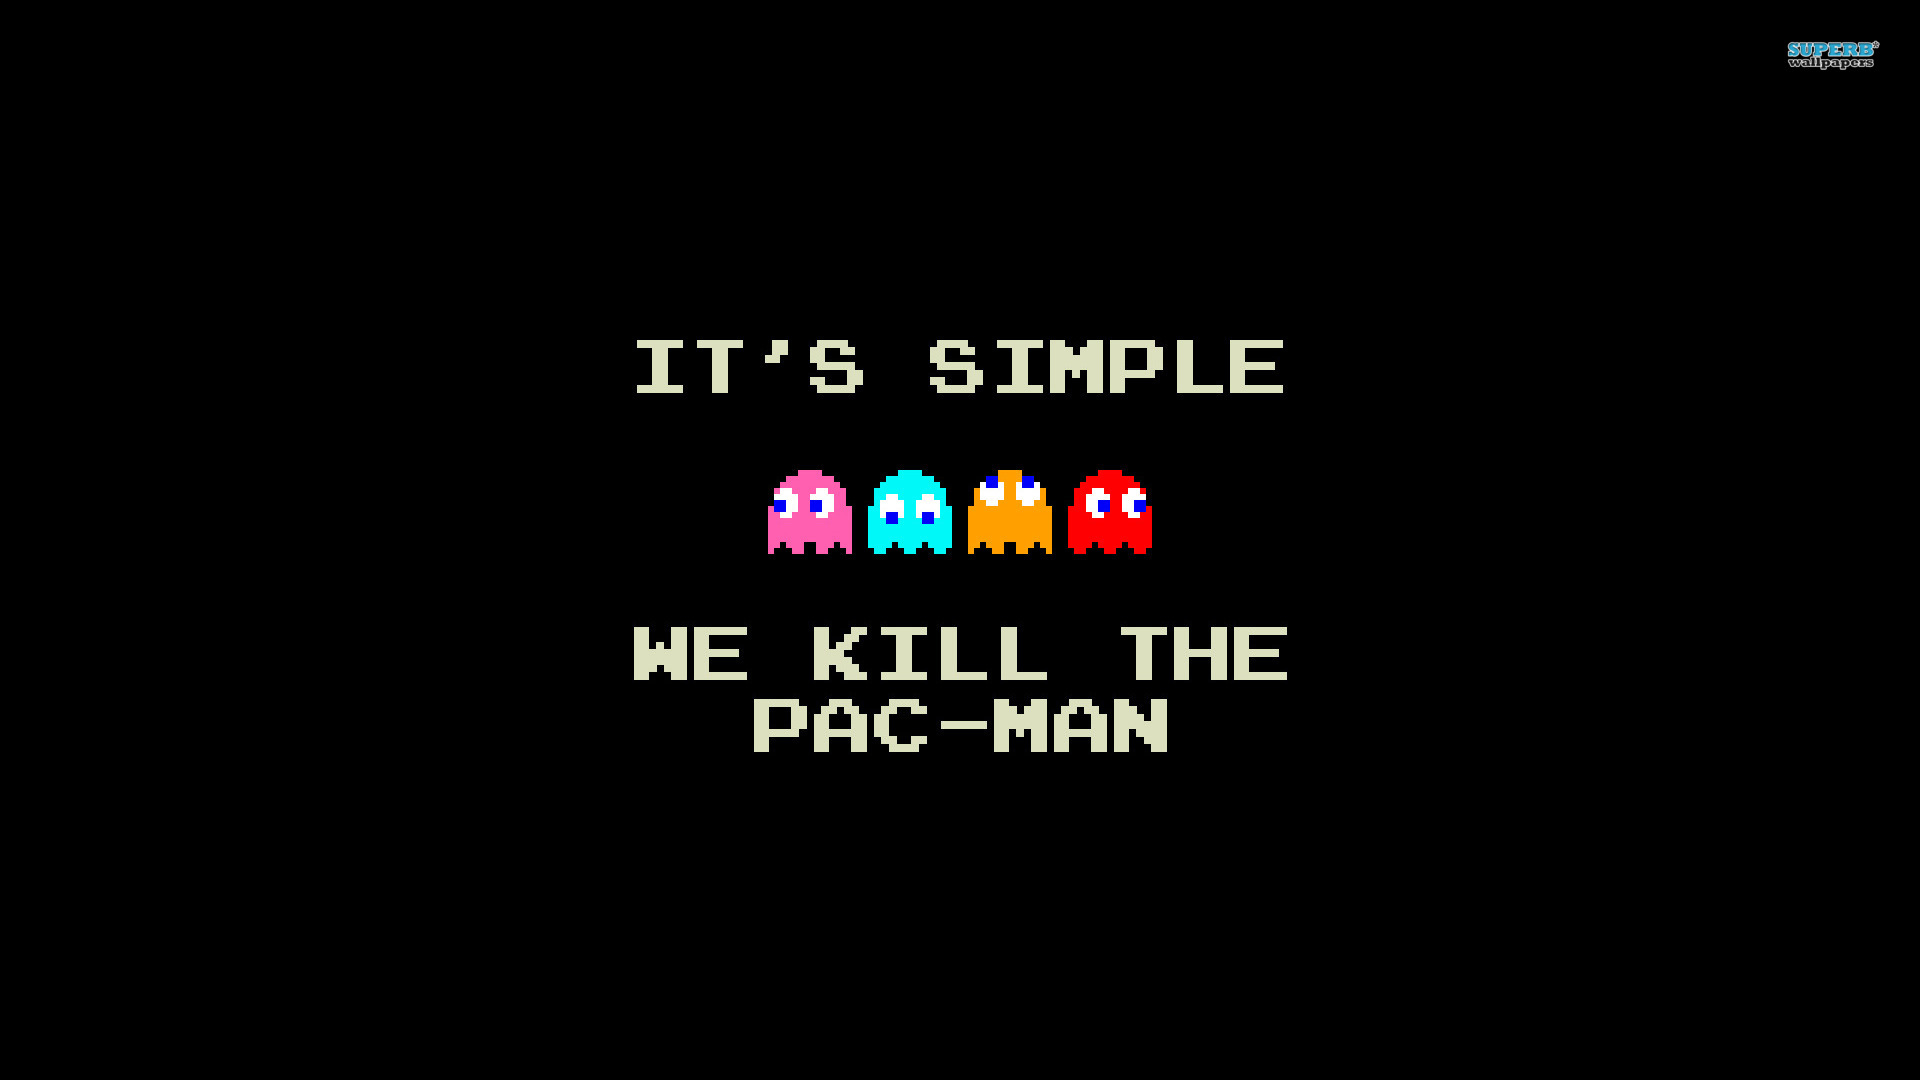 SUPERB
wallpapers
IT'S SIMPLE
WE KILL THE
PAC-MAN